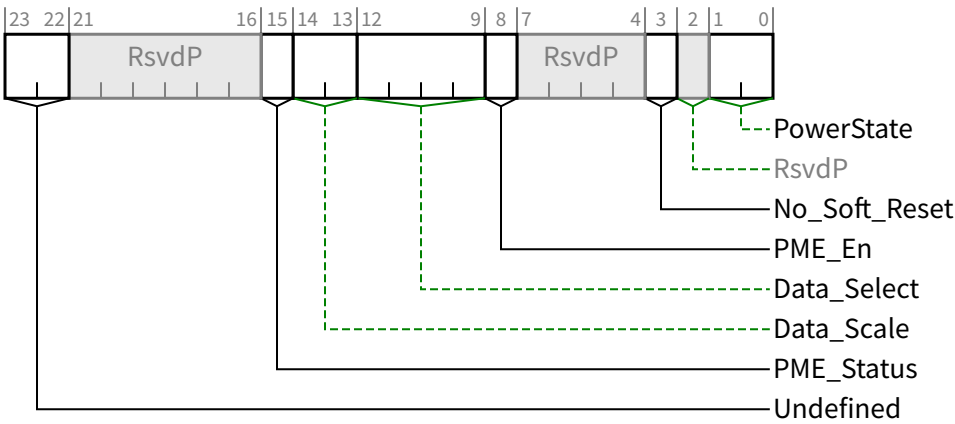 23 22 21 16 15 14 13 12 9 8 7 4 3 2 1 0
RsvdP RsvdP
PowerState
RsvdP
No_Soft_Reset
PME_En
Data_Select
Data_Scale
PME_Status
Undefined